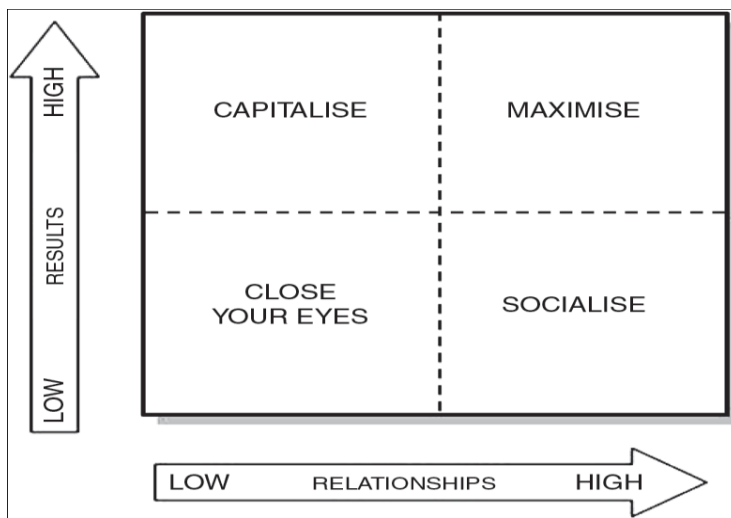 HIGH
RESULTS
LOW
CAPITALISE
MAXIMISE
CLOSE
YOUR EYES
SOCIALISE
LOW
RELATIONSHIPS
HIGH